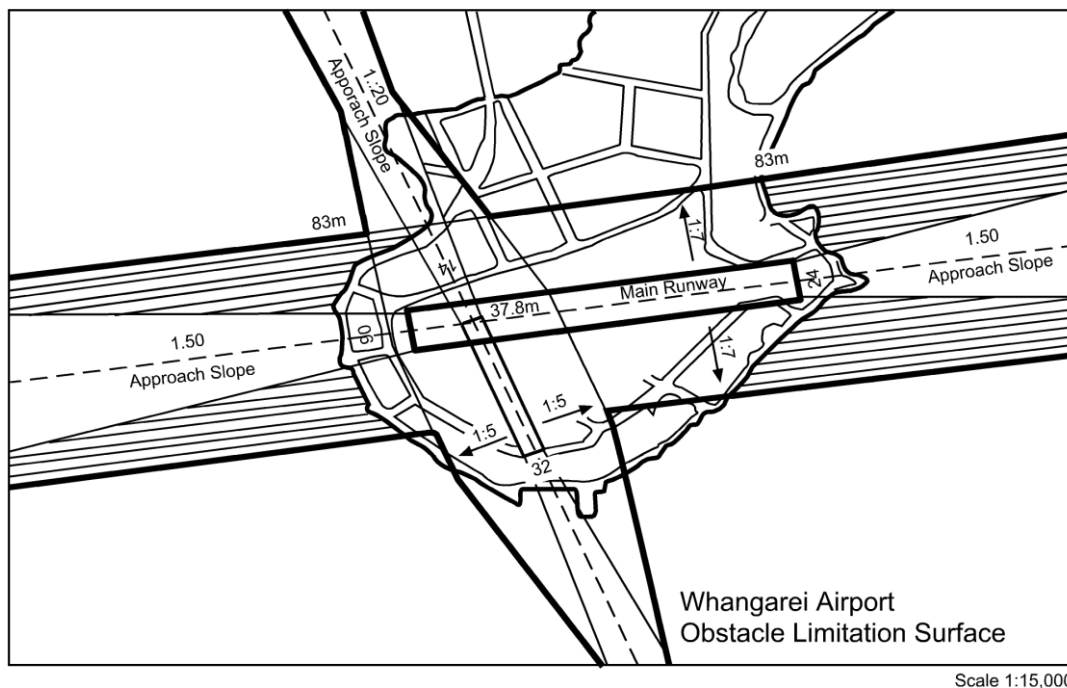 1.:20
Apporach Slope
83m
83m
1:7
1.50
Approach Slope
14
24
Main Runway
37.8m
06
1.50
Approach Slope
1:7
1:5
1:5
32
Whangarei Airport
Obstacle Limitation Surface
Scale 1:15,000